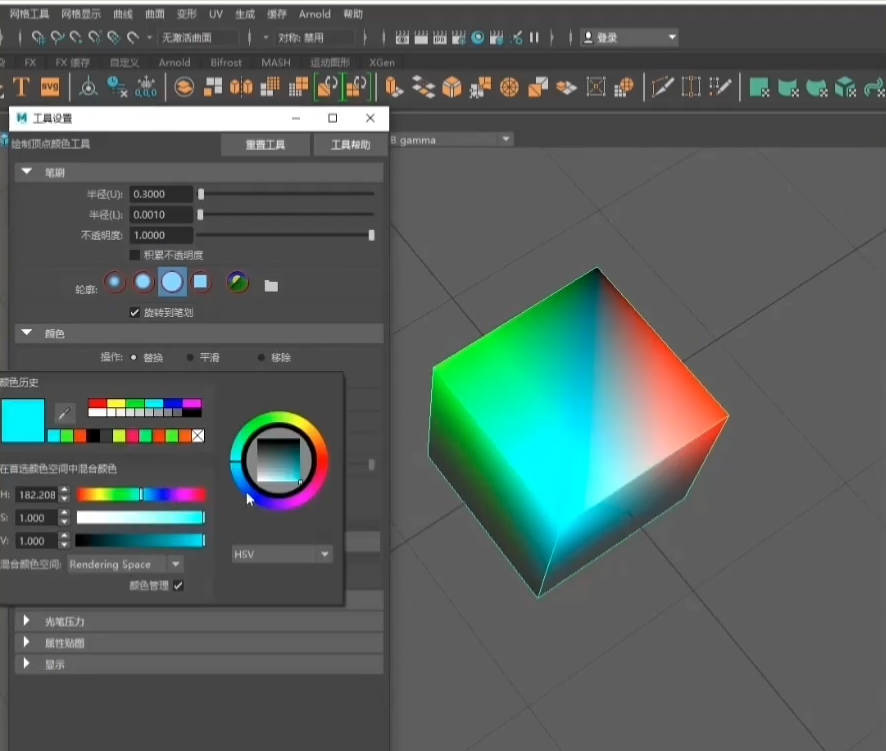 网格工具 网格显示 曲线 曲面 变形 UV 生成 缓存 Arnold 帮助
无激活曲面 对称: 禁用 登录
FX FX 缓存 自定义 Arnold Bifrost MASH 运动图形 XGen
T SVG 0,0,0
工具设置
绘制顶点颜色工具 重置工具 工具帮助 gamma
笔刷
半径(U): 0.3000
半径(L): 0.0010
不透明度: 1.0000
积累不透明度
轮廓:
旋转到笔划
颜色
操作: 替换 平滑 移除
颜色历史
在首选颜色空间中混合颜色
H: 182.208
S: 1.000
V: 1.000
HSV
混合颜色空间: Rendering Space
颜色管理
光笔压力
属性贴图
显示